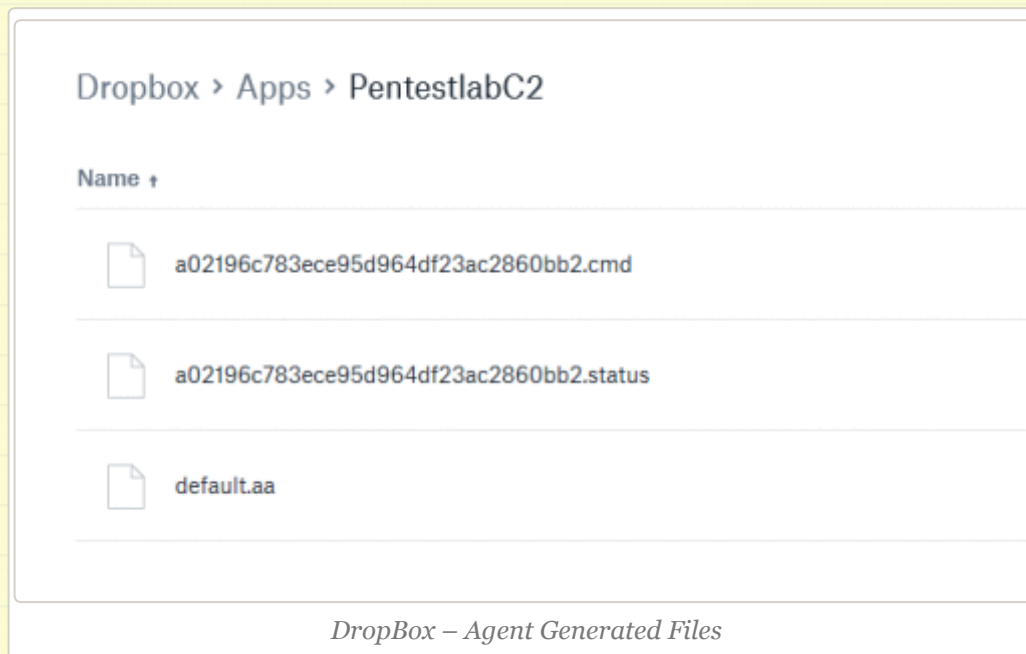 Dropbox > Apps > PentestlabC2
Name ↑
a02196c783ece95d964df23ac2860bb2.cmd
a02196c783ece95d964df23ac2860bb2.status
default.aa
DropBox – Agent Generated Files